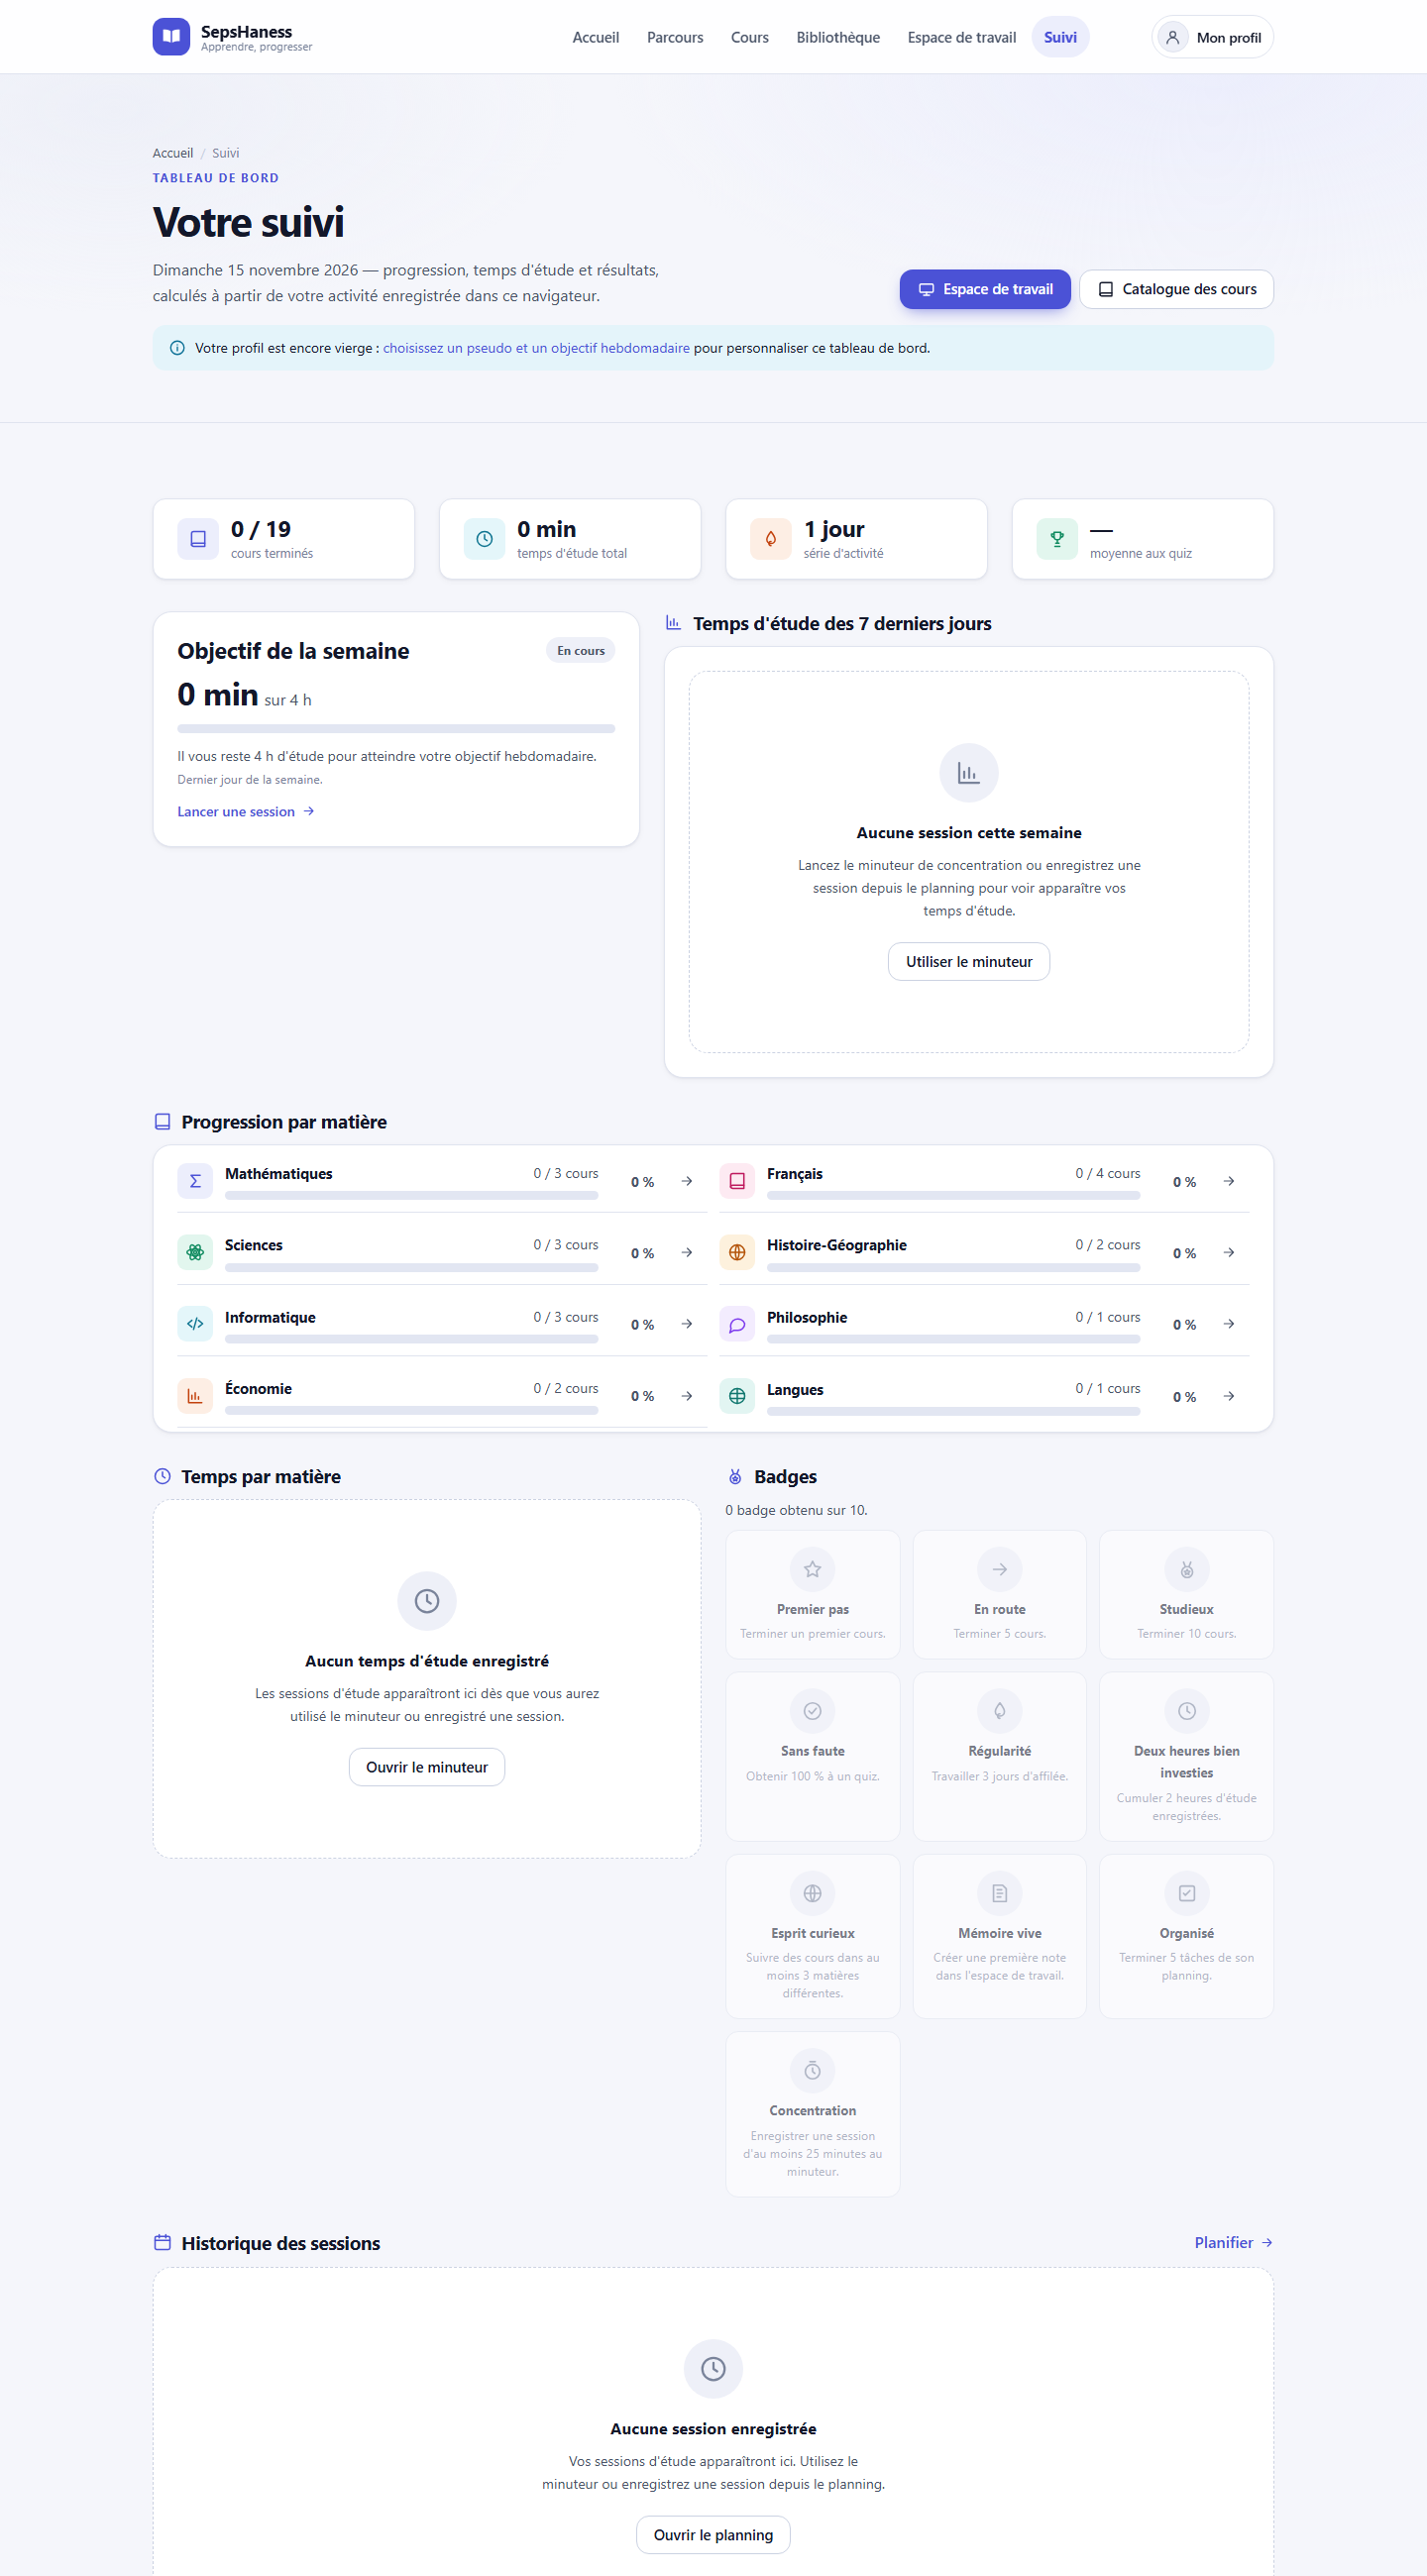 SepsHaness
Apprendre, progresser
Accueil
Parcours
Cours
Bibliothèque
Espace de travail
Suivi
Mon profil
Accueil / Suivi
TABLEAU DE BORD
Votre suivi
Dimanche 15 novembre 2026 — progression, temps d'étude et résultats,
calculés à partir de votre activité enregistrée dans ce navigateur.
Espace de travail
Catalogue des cours
Votre profil est encore vierge : choisissez un pseudo et un objectif hebdomadaire pour personnaliser ce tableau de bord.
0 / 19
cours terminés
0 min
temps d'étude total
1 jour
série d'activité
—
moyenne aux quiz
Objectif de la semaine
En cours
0 min sur 4 h
Il vous reste 4 h d'étude pour atteindre votre objectif hebdomadaire.
Dernier jour de la semaine.
Lancer une session →
Temps d'étude des 7 derniers jours
Aucune session cette semaine
Lancez le minuteur de concentration ou enregistrez une
session depuis le planning pour voir apparaître vos
temps d'étude.
Utiliser le minuteur
Progression par matière
Mathématiques 0 / 3 cours 0 % →
Français 0 / 4 cours 0 % →
Sciences 0 / 3 cours 0 % →
Histoire-Géographie 0 / 2 cours 0 % →
Informatique 0 / 3 cours 0 % →
Philosophie 0 / 1 cours 0 % →
Économie 0 / 2 cours 0 % →
Langues 0 / 1 cours 0 % →
Temps par matière
Aucun temps d'étude enregistré
Les sessions d'étude apparaîtront ici dès que vous aurez
utilisé le minuteur ou enregistré une session.
Ouvrir le minuteur
Badges
0 badge obtenu sur 10.
Premier pas
Terminer un premier cours.
En route
Terminer 5 cours.
Studieux
Terminer 10 cours.
Sans faute
Obtenir 100 % à un quiz.
Régularité
Travailler 3 jours d'affilée.
Deux heures bien
investies
Cumuler 2 heures d'étude
enregistrées.
Esprit curieux
Suivre des cours dans au
moins 3 matières
différentes.
Mémoire vive
Créer une première note
dans l'espace de travail.
Organisé
Terminer 5 tâches de son
planning.
Concentration
Enregistrer une session
d'au moins 25 minutes au
minuteur.
Historique des sessions
Planifier →
Aucune session enregistrée
Vos sessions d'étude apparaîtront ici. Utilisez le
minuteur ou enregistrez une session depuis le planning.
Ouvrir le planning